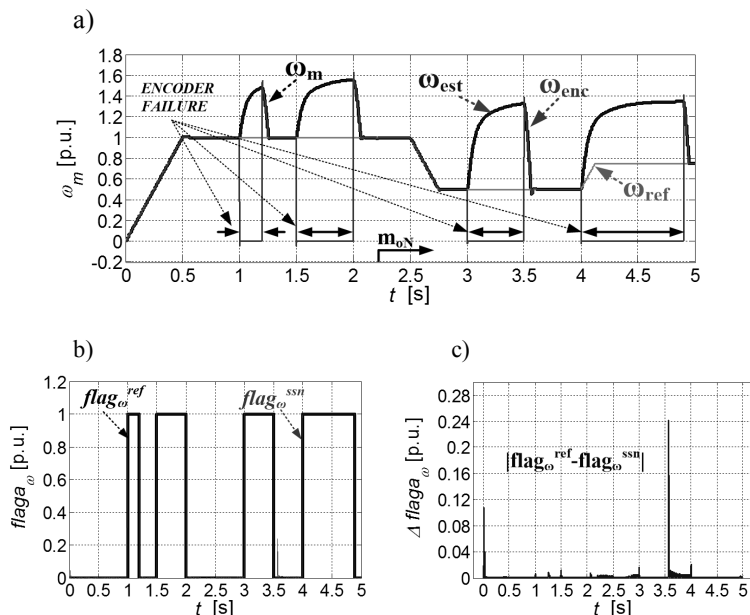 a)
1.8
1.6
1.4
1.2
1
0.8
0.6
0.4
0.2
0
-0.2
ω_m [p.u.]
ENCODER
FAILURE
ω_m
ω_est
ω_enc
ω_ref
m_oN
0 0.5 1 1.5 2 2.5 3 3.5 4 4.5 5
t [s]
b)
1.2
1
0.8
0.6
0.4
0.2
0
flaga_ω [p.u.]
flag_ω^ref
flag_ω^ssn
0 0.5 1 1.5 2 2.5 3 3.5 4 4.5 5
t [s]
c)
0.28
0.24
0.2
0.16
0.12
0.08
0.04
0
Δ flaga_ω [p.u.]
|flag_ω^ref-flag_ω^ssn|
0 0.5 1 1.5 2 2.5 3 3.5 4 4.5 5
t [s]